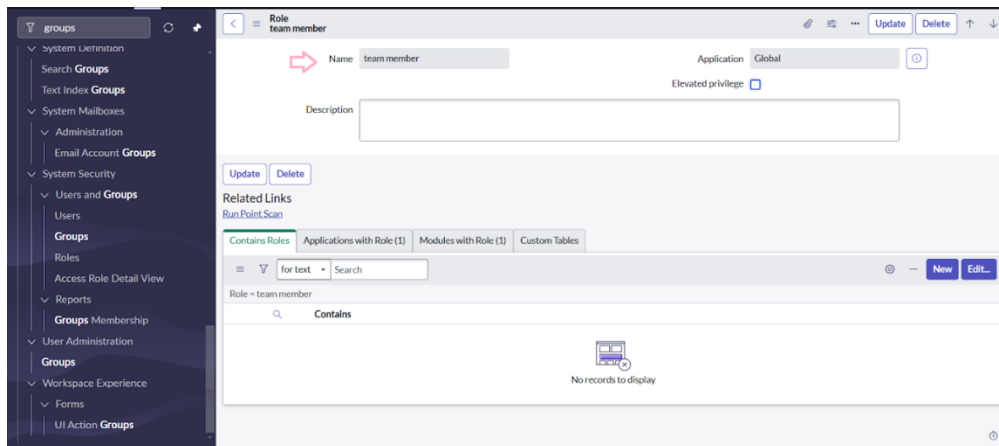 groups
System Definition
Search Groups
Text Index Groups
System Mailboxes
Administration
Email Account Groups
System Security
Users and Groups
Users
Groups
Roles
Access Role Detail View
Reports
Groups Membership
User Administration
Groups
Workspace Experience
Forms
UI Action Groups
Role
team member
Update Delete
Name team member
Application Global
Elevated privilege
Description
Update Delete
Related Links
Run Point Scan
Contains Roles Applications with Role (1) Modules with Role (1) Custom Tables
for text Search New Edit...
Role = team member
Contains
No records to display